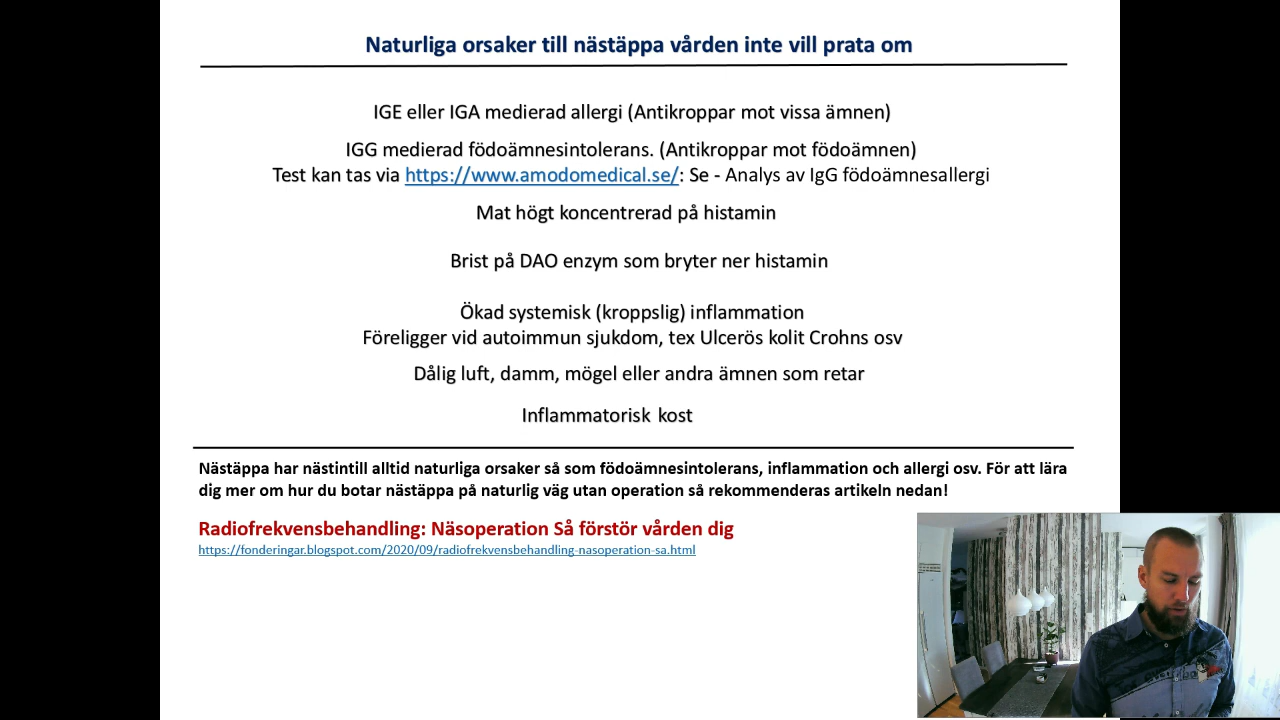 Naturliga orsaker till nästäppa vården inte vill prata om
IGE eller IGA medierad allergi (Antikroppar mot vissa ämnen)
IGG medierad födoämnesintolerans. (Antikroppar mot födoämnen)
Test kan tas via https://www.amodomedical.se/: Se - Analys av IgG födoämnesallergi
Mat högt koncentrerad på histamin
Brist på DAO enzym som bryter ner histamin
Ökad systemisk (kroppslig) inflammation
Föreligger vid autoimmun sjukdom, tex Ulcerös kolit Crohns osv
Dålig luft, damm, mögel eller andra ämnen som retar
Inflammatorisk kost
Nästäppa har nästintill alltid naturliga orsaker så som födoämnesintolerans, inflammation och allergi osv. För att lära
dig mer om hur du botar nästäppa på naturlig väg utan operation så rekommenderas artikeln nedan!
Radiofrekvensbehandling: Näsoperation Så förstör vården dig
https://fonderingar.blogspot.com/2020/09/radiofrekvensbehandling-nasoperation-sa.html